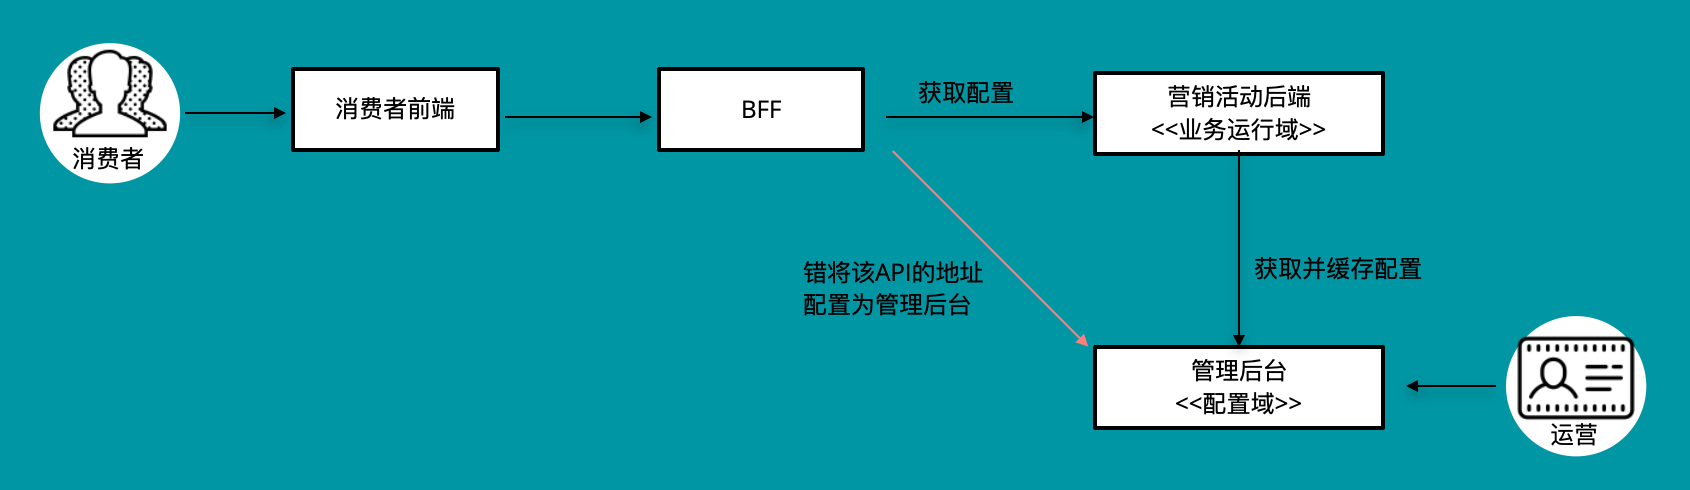 消费者
消费者前端
BFF
获取配置
营销活动后端
<<业务运行域>>
错将该API的地址
配置为管理后台
获取并缓存配置
管理后台
<<配置域>>
运营